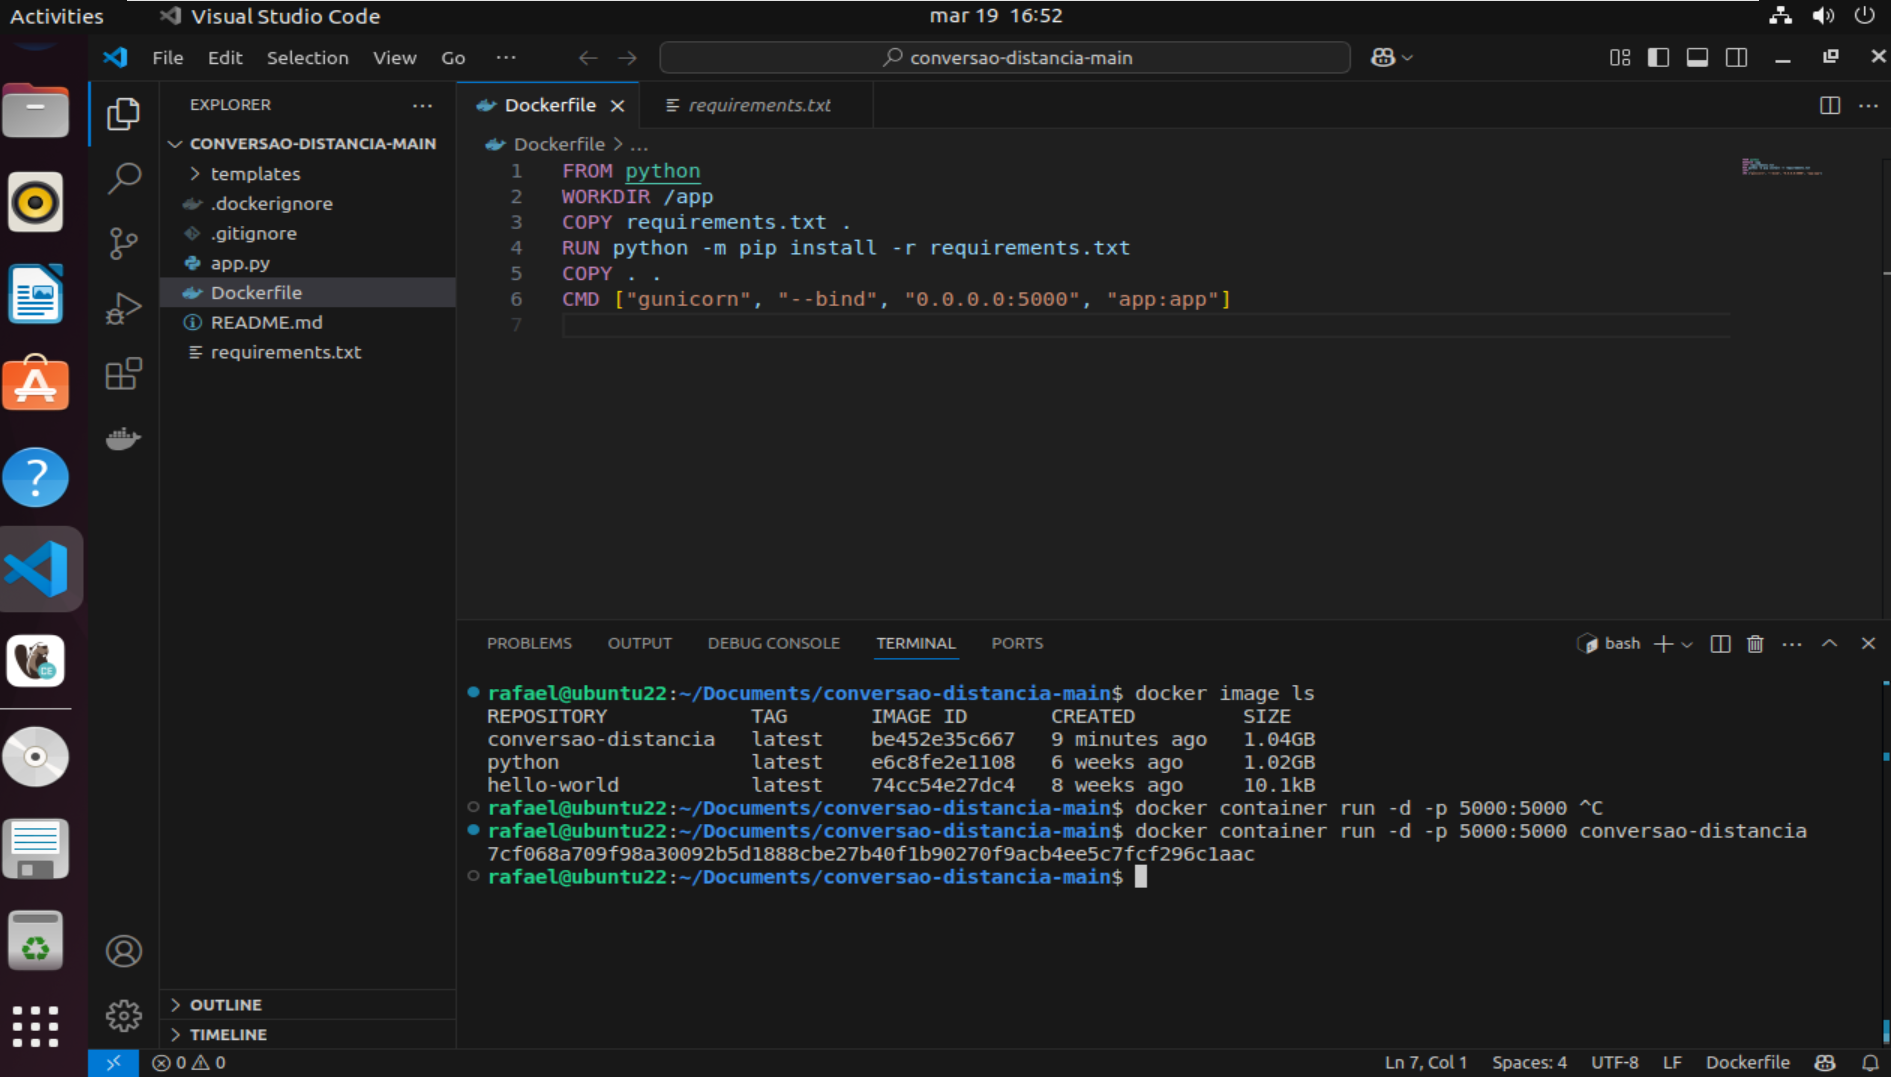 Activities
Visual Studio Code
mar 19 16:52
File Edit Selection View Go ···
conversao-distancia-main
EXPLORER ···
CONVERSAO-DISTANCIA-MAIN
templates
.dockerignore
.gitignore
app.py
Dockerfile
README.md
requirements.txt
OUTLINE
TIMELINE
Dockerfile
requirements.txt
Dockerfile > ...
1 FROM python
2 WORKDIR /app
3 COPY requirements.txt .
4 RUN python -m pip install -r requirements.txt
5 COPY . .
6 CMD ["gunicorn", "--bind", "0.0.0.0:5000", "app:app"]
7
PROBLEMS OUTPUT DEBUG CONSOLE TERMINAL PORTS
bash
rafael@ubuntu22:~/Documents/conversao-distancia-main$ docker image ls
REPOSITORY TAG IMAGE ID CREATED SIZE
conversao-distancia latest be452e35c667 9 minutes ago 1.04GB
python latest e6c8fe2e1108 6 weeks ago 1.02GB
hello-world latest 74cc54e27dc4 8 weeks ago 10.1kB
rafael@ubuntu22:~/Documents/conversao-distancia-main$ docker container run -d -p 5000:5000 ^C
rafael@ubuntu22:~/Documents/conversao-distancia-main$ docker container run -d -p 5000:5000 conversao-distancia
7cf068a709f98a30092b5d1888cbe27b40f1b90270f9acb4ee5c7fcf296c1aac
rafael@ubuntu22:~/Documents/conversao-distancia-main$
0 0
Ln 7, Col 1 Spaces: 4 UTF-8 LF Dockerfile
CE